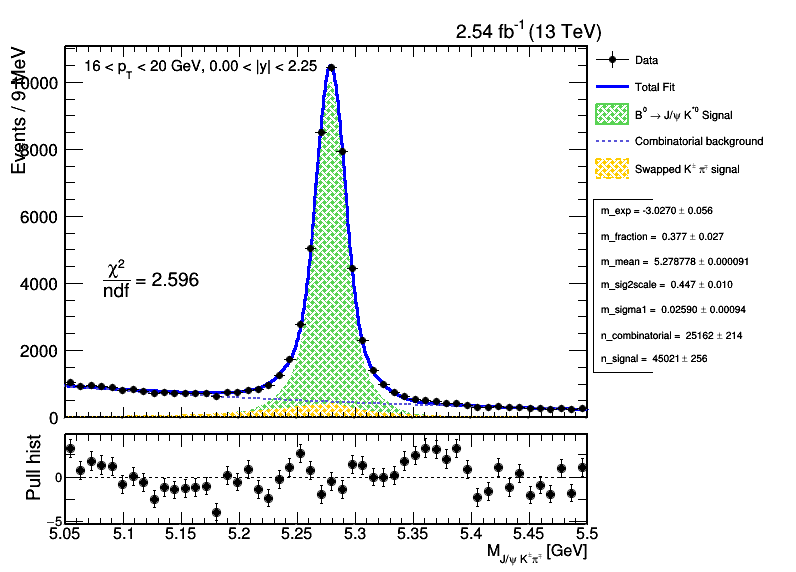 2.54 fb⁻¹ (13 TeV)
Events / 9 MeV
16 < p_T < 20 GeV, 0.00 < |y| < 2.25
10000
8000
6000
4000
2000
0
χ²/ndf = 2.596
Data
Total Fit
B⁰ → J/ψ K*⁰ Signal
Combinatorial background
Swapped K± π∓ signal
m_exp = -3.0270 ± 0.056
m_fraction = 0.377 ± 0.027
m_mean = 5.278778 ± 0.000091
m_sig2scale = 0.447 ± 0.010
m_sigma1 = 0.02590 ± 0.00094
n_combinatorial = 25162 ± 214
n_signal = 45021 ± 256
Pull hist
0
−5
5.05 5.1 5.15 5.2 5.25 5.3 5.35 5.4 5.45 5.5
M_J/ψ K± π∓ [GeV]